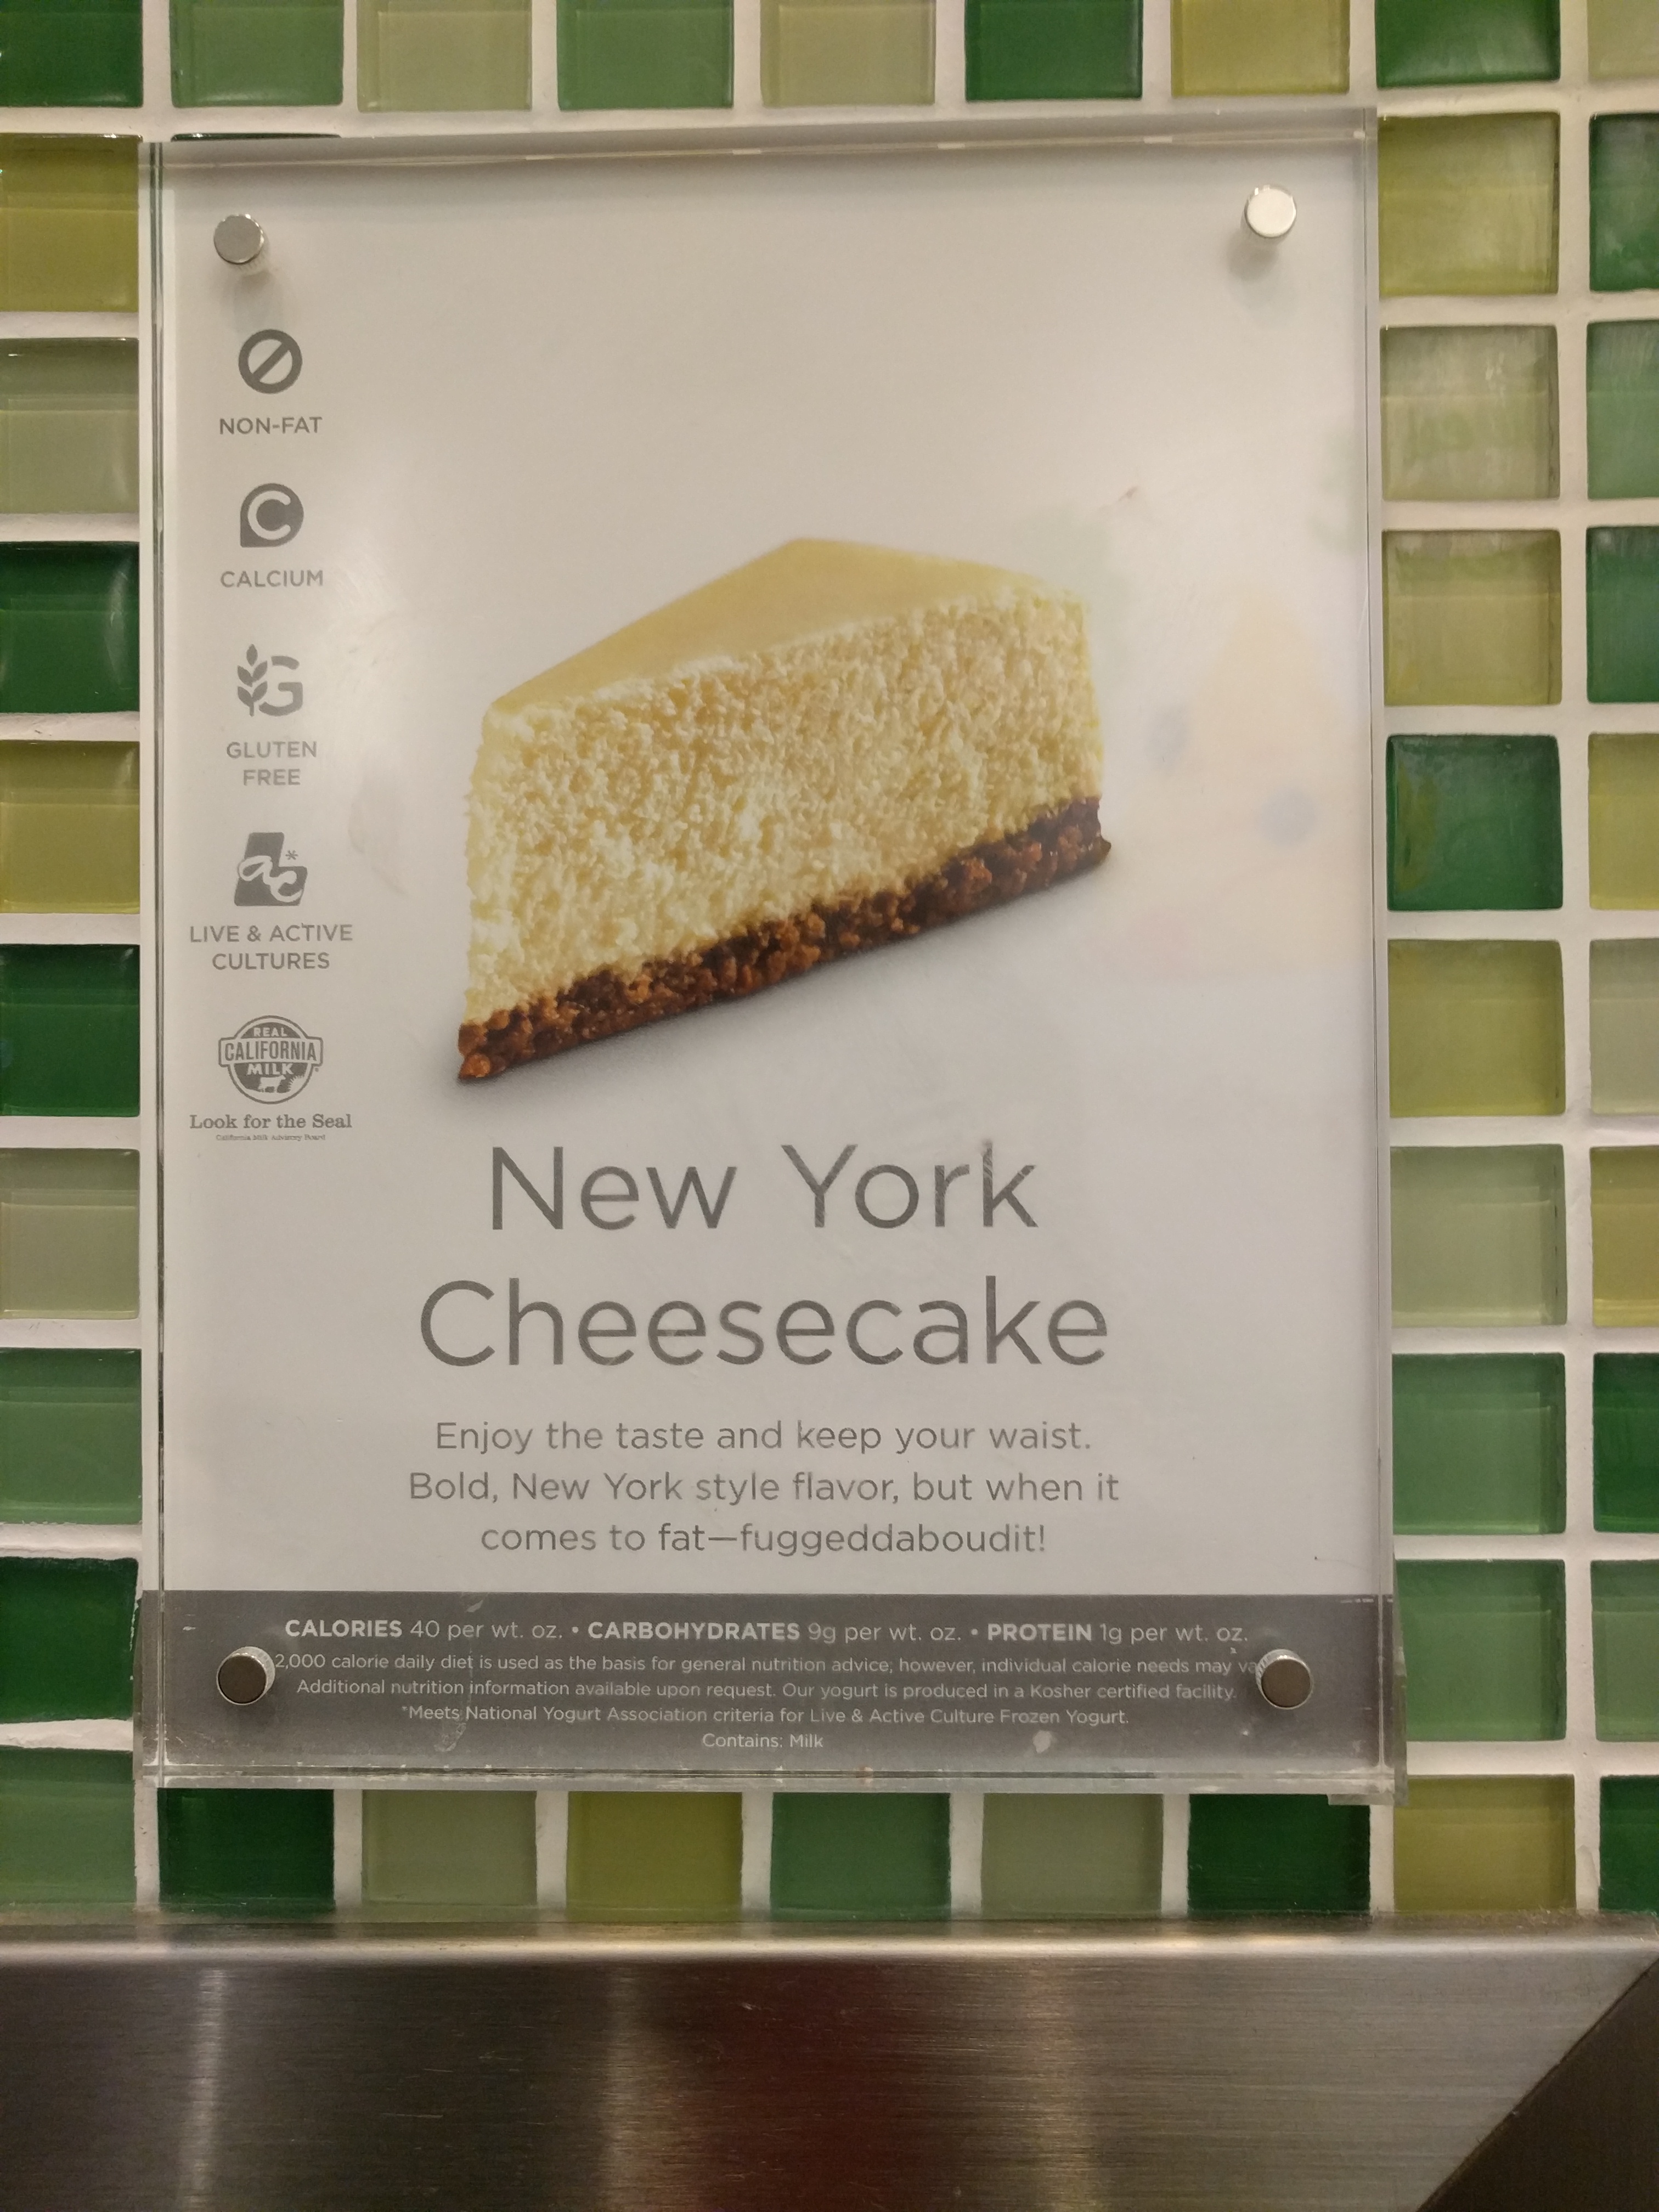 NON-FAT
C
CALCIUM
G
GLUTEN
FREE
ac*
LIVE & ACTIVE
CULTURES
REAL
CALIFORNIA
MILK
Look for the Seal
California Milk Advisory Board
New York
Cheesecake
Enjoy the taste and keep your waist.
Bold, New York style flavor, but when it
comes to fat—fuggeddaboudit!
CALORIES 40 per wt. oz. • CARBOHYDRATES 9g per wt. oz. • PROTEIN 1g per wt. oz.
2,000 calorie daily diet is used as the basis for general nutrition advice; however, individual calorie needs may
Additional nutrition information available upon request. Our yogurt is produced in a Kosher certified facility.
*Meets National Yogurt Association criteria for Live & Active Culture Frozen Yogurt.
Contains: Milk